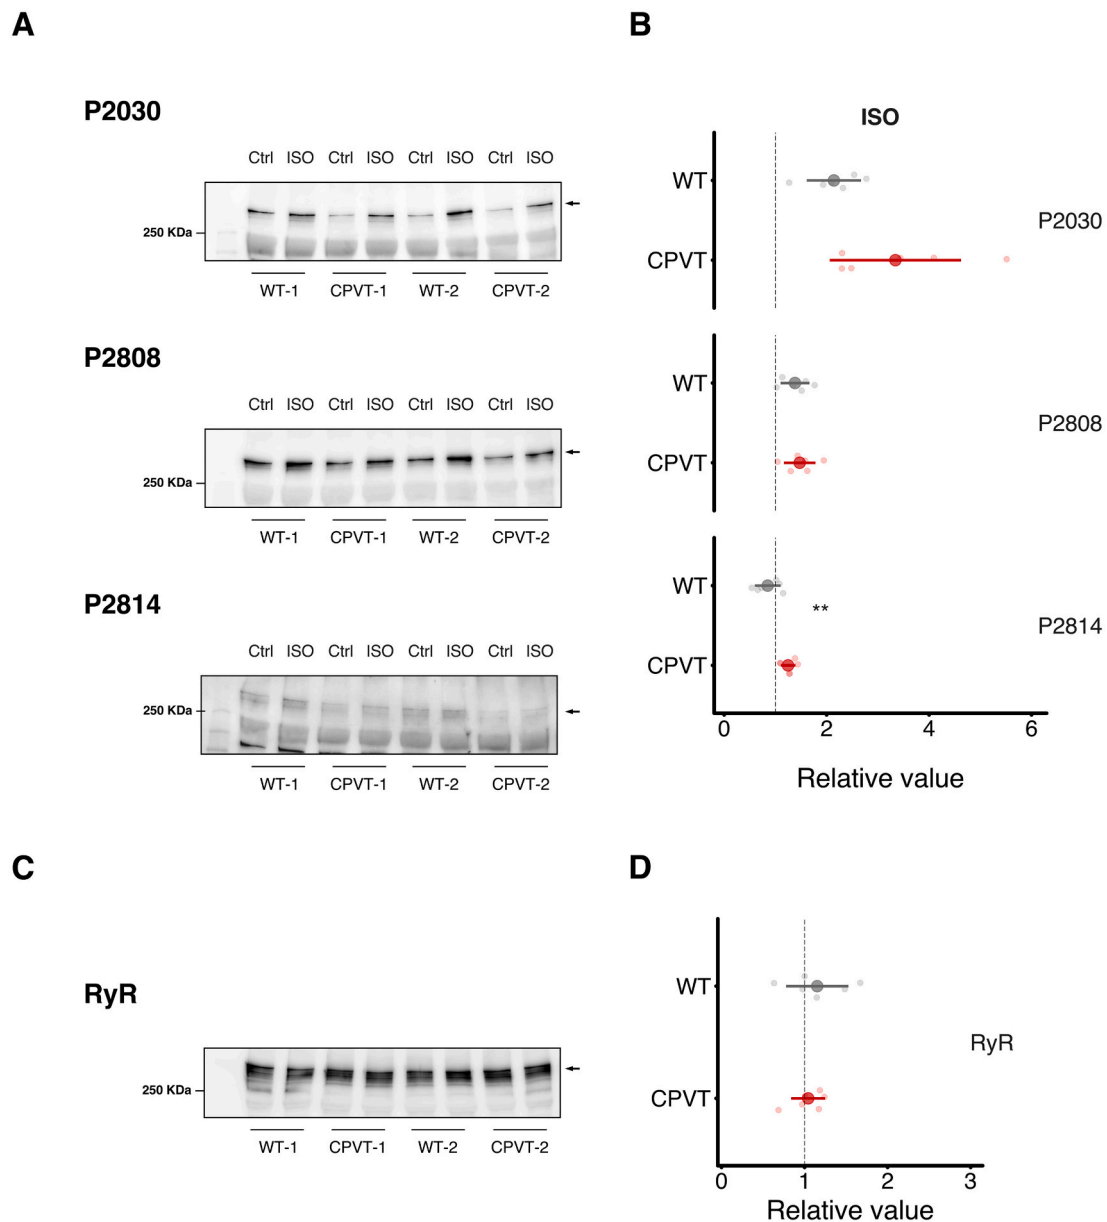 A
P2030
Ctrl ISO Ctrl ISO Ctrl ISO Ctrl ISO
250 KDa
WT-1 CPVT-1 WT-2 CPVT-2
P2808
Ctrl ISO Ctrl ISO Ctrl ISO Ctrl ISO
250 KDa
WT-1 CPVT-1 WT-2 CPVT-2
P2814
Ctrl ISO Ctrl ISO Ctrl ISO Ctrl ISO
250 KDa
WT-1 CPVT-1 WT-2 CPVT-2
B
ISO
WT
P2030
CPVT
WT
P2808
CPVT
WT
**
P2814
CPVT
0 2 4 6
Relative value
C
RyR
250 KDa
WT-1 CPVT-1 WT-2 CPVT-2
D
WT
RyR
CPVT
0 1 2 3
Relative value